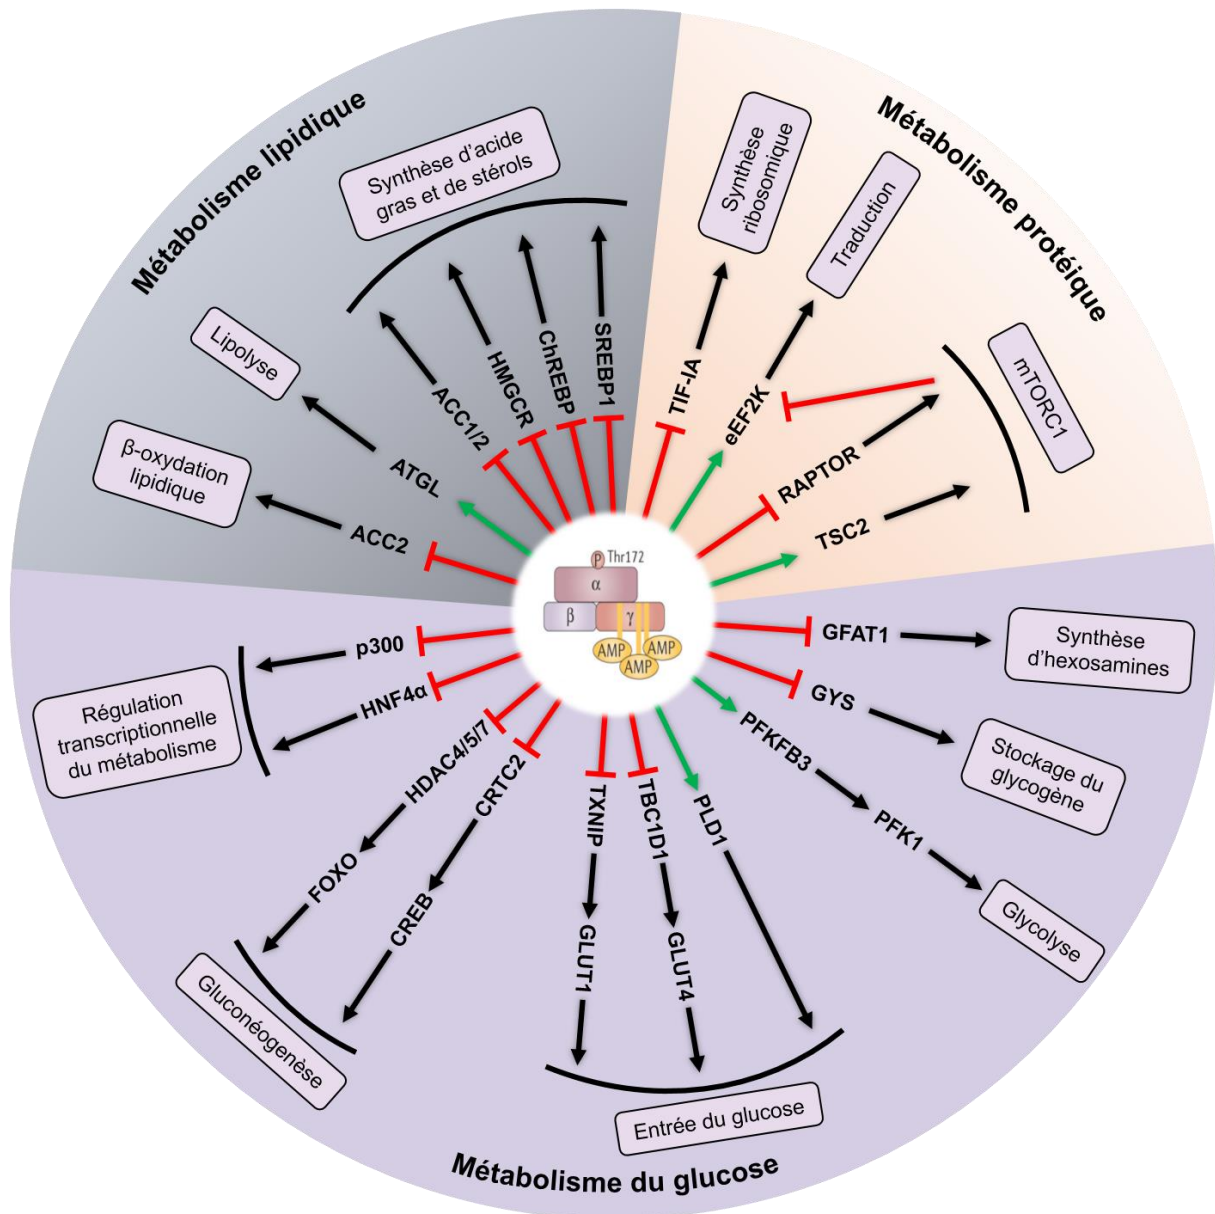 Métabolisme lipidique
Synthèse d'acide
gras et de stérols
Lipolyse
β-oxydation
lipidique
ACC1/2
HMGCR
ChREBP
SREBP1
ATGL
ACC2
Métabolisme protéique
Synthèse
ribosomique
Traduction
mTORC1
TIF-IA
eEF2K
RAPTOR
TSC2
P Thr172
α
β
γ
AMP
AMP
AMP
p300
HNF4α
Régulation
transcriptionnelle
du métabolisme
HDAC4/5/7
CRTC2
FOXO
CREB
Gluconéogenèse
TXNIP
TBC1D1
PLD1
GLUT1
GLUT4
Entrée du glucose
GFAT1
Synthèse
d'hexosamines
GYS
Stockage du
glycogène
PFKFB3
PFK1
Glycolyse
Métabolisme du glucose